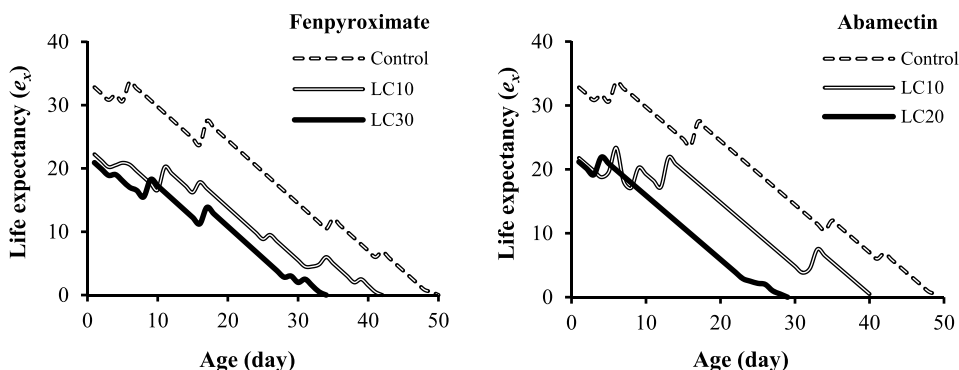 Fenpyroximate
Control
LC10
LC30
Life expectancy (eₓ)
40
30
20
10
0
0 10 20 30 40 50
Age (day)
Abamectin
Control
LC10
LC20
Life expectancy (eₓ)
40
30
20
10
0
0 10 20 30 40 50
Age (day)